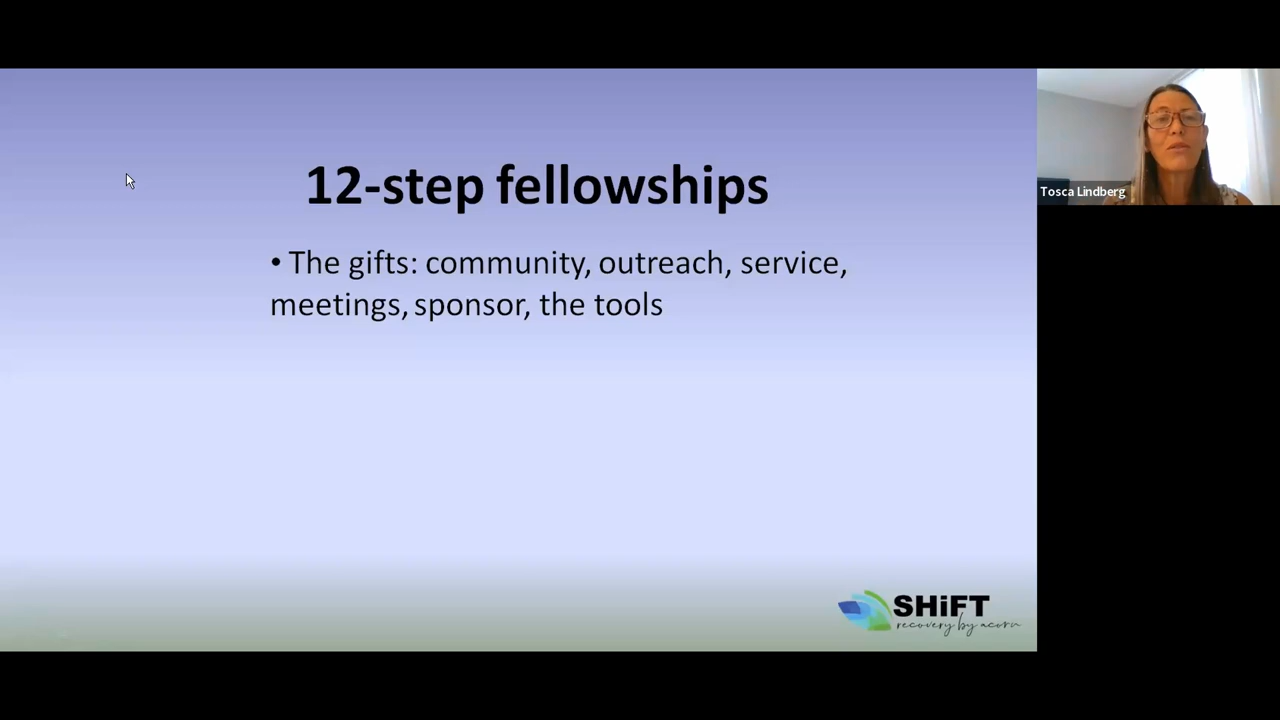 12-step fellowships
• The gifts: community, outreach, service,
meetings, sponsor, the tools
Tosca Lindberg
SHiFT
recovery by acorn